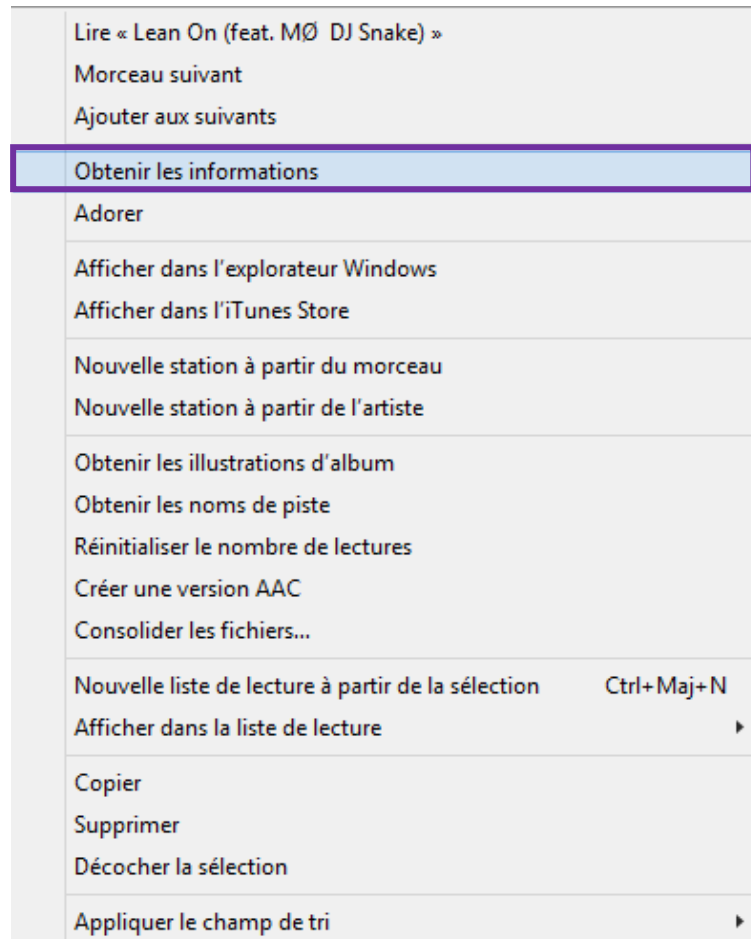 Lire « Lean On (feat. MØ  DJ Snake) »
Morceau suivant
Ajouter aux suivants
Obtenir les informations
Adorer
Afficher dans l'explorateur Windows
Afficher dans l'iTunes Store
Nouvelle station à partir du morceau
Nouvelle station à partir de l'artiste
Obtenir les illustrations d'album
Obtenir les noms de piste
Réinitialiser le nombre de lectures
Créer une version AAC
Consolider les fichiers...
Nouvelle liste de lecture à partir de la sélection Ctrl+Maj+N
Afficher dans la liste de lecture
Copier
Supprimer
Décocher la sélection
Appliquer le champ de tri